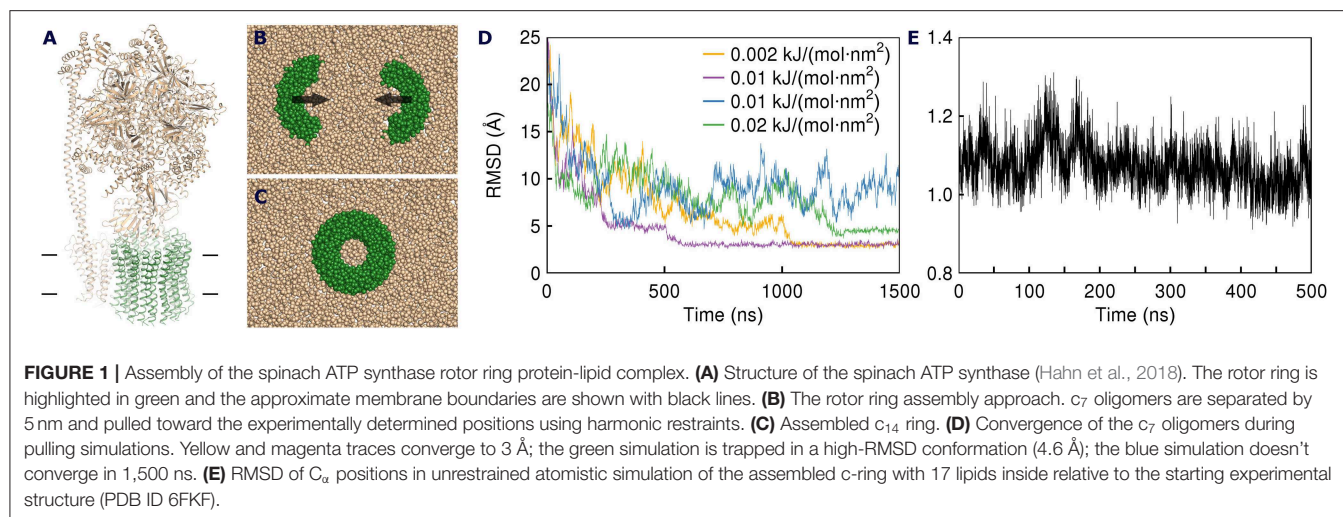 A
B
C
D
E
25
20
15
10
5
0
RMSD (Å)
0.002 kJ/(mol·nm²)
0.01 kJ/(mol·nm²)
0.01 kJ/(mol·nm²)
0.02 kJ/(mol·nm²)
0 500 1000 1500
Time (ns)
1.4
1.2
1.0
0.8
0 100 200 300 400 500
Time (ns)
FIGURE 1 | Assembly of the spinach ATP synthase rotor ring protein-lipid complex. (A) Structure of the spinach ATP synthase (Hahn et al., 2018). The rotor ring is
highlighted in green and the approximate membrane boundaries are shown with black lines. (B) The rotor ring assembly approach. c₇ oligomers are separated by
5 nm and pulled toward the experimentally determined positions using harmonic restraints. (C) Assembled c₁₄ ring. (D) Convergence of the c₇ oligomers during
pulling simulations. Yellow and magenta traces converge to 3 Å; the green simulation is trapped in a high-RMSD conformation (4.6 Å); the blue simulation doesn't
converge in 1,500 ns. (E) RMSD of Cα positions in unrestrained atomistic simulation of the assembled c-ring with 17 lipids inside relative to the starting experimental
structure (PDB ID 6FKF).